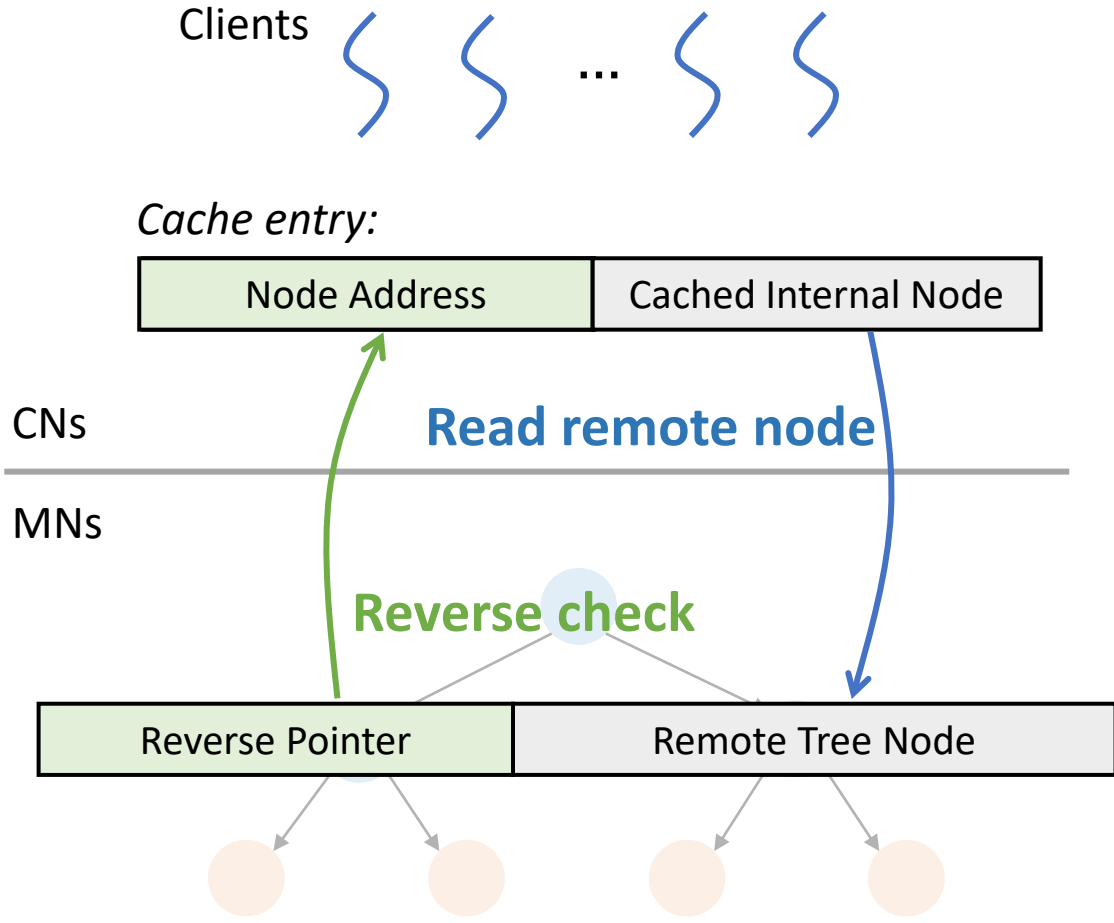 Clients
...
Cache entry:
Node Address
Cached Internal Node
CNs
Read remote node
MNs
Reverse check
Reverse Pointer
Remote Tree Node